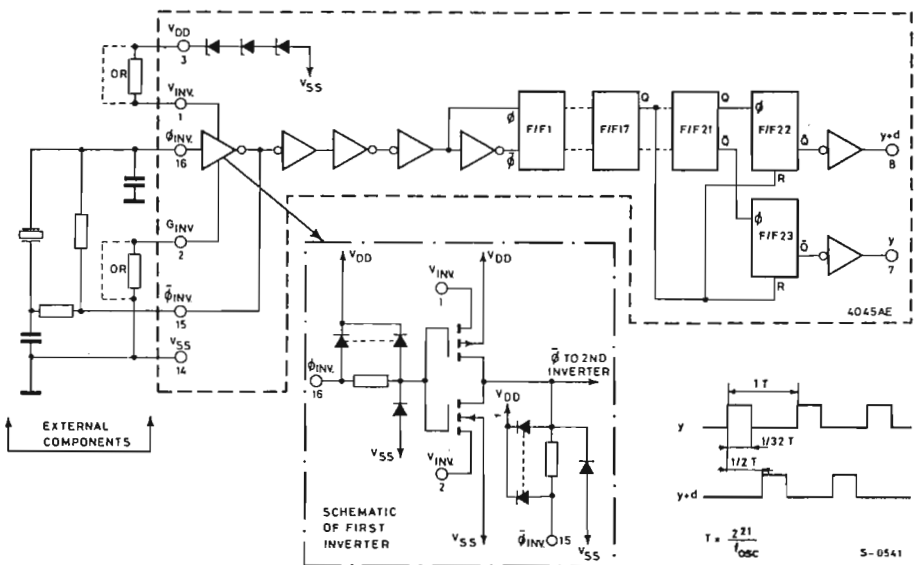 VDD
3
VSS
OR
VINV.
1
ϕINV.
16
GINV
2
OR
ϕ̄INV.
15
VSS
14
EXTERNAL
COMPONENTS
ϕ
ϕ̄
F/F1
F/F17
Q
F/F21
Q
Q̄
ϕ
F/F22
Q̄
R
y+d
8
ϕ
F/F23
Q̄
R
y
7
4045AE
VDD
VINV.
1
VDD
ϕINV.
16
VSS
VINV.
2
VSS
ϕ̄ TO 2ND
INVERTER
VDD
ϕ̄INV.
15
VSS
SCHEMATIC
OF FIRST
INVERTER
1T
y
1/32 T
1/2 T
y+d
T = 2^21 / fOSC
S-0541